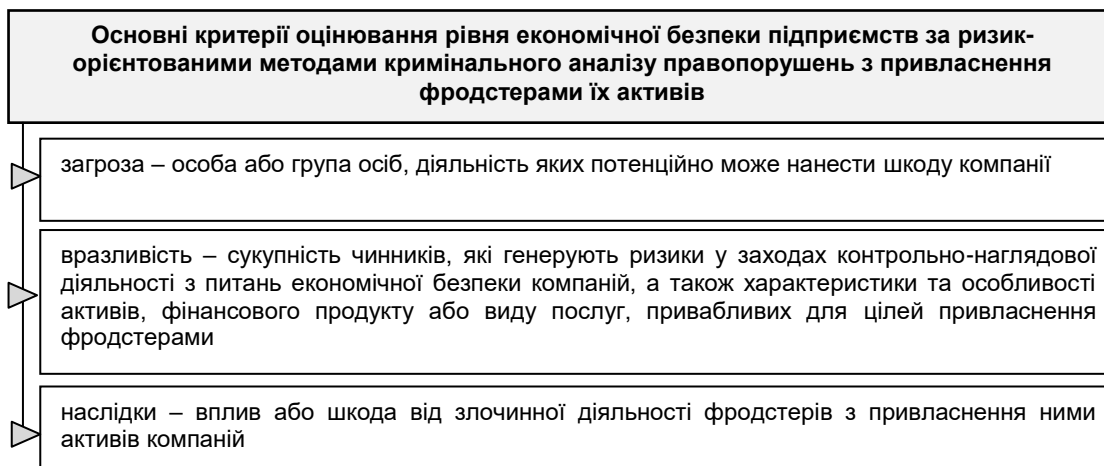 Основні критерії оцінювання рівня економічної безпеки підприємств за ризик-
орієнтованими методами кримінального аналізу правопорушень з привласнення
фродстерами їх активів
загроза – особа або група осіб, діяльність яких потенційно може нанести шкоду компанії
вразливість – сукупність чинників, які генерують ризики у заходах контрольно-наглядової
діяльності з питань економічної безпеки компаній, а також характеристики та особливості
активів, фінансового продукту або виду послуг, привабливих для цілей привласнення
фродстерами
наслідки – вплив або шкода від злочинної діяльності фродстерів з привласнення ними
активів компаній